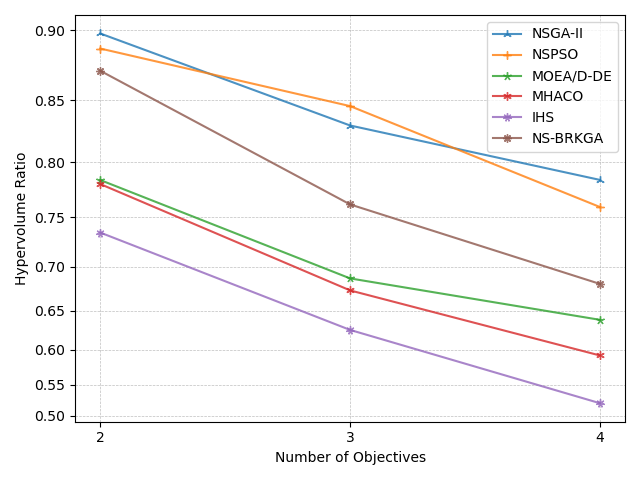 0.90
0.85
0.80
0.75
0.70
0.65
0.60
0.55
0.50
Hypervolume Ratio
2
3
4
Number of Objectives
NSGA-II
NSPSO
MOEA/D-DE
MHACO
IHS
NS-BRKGA